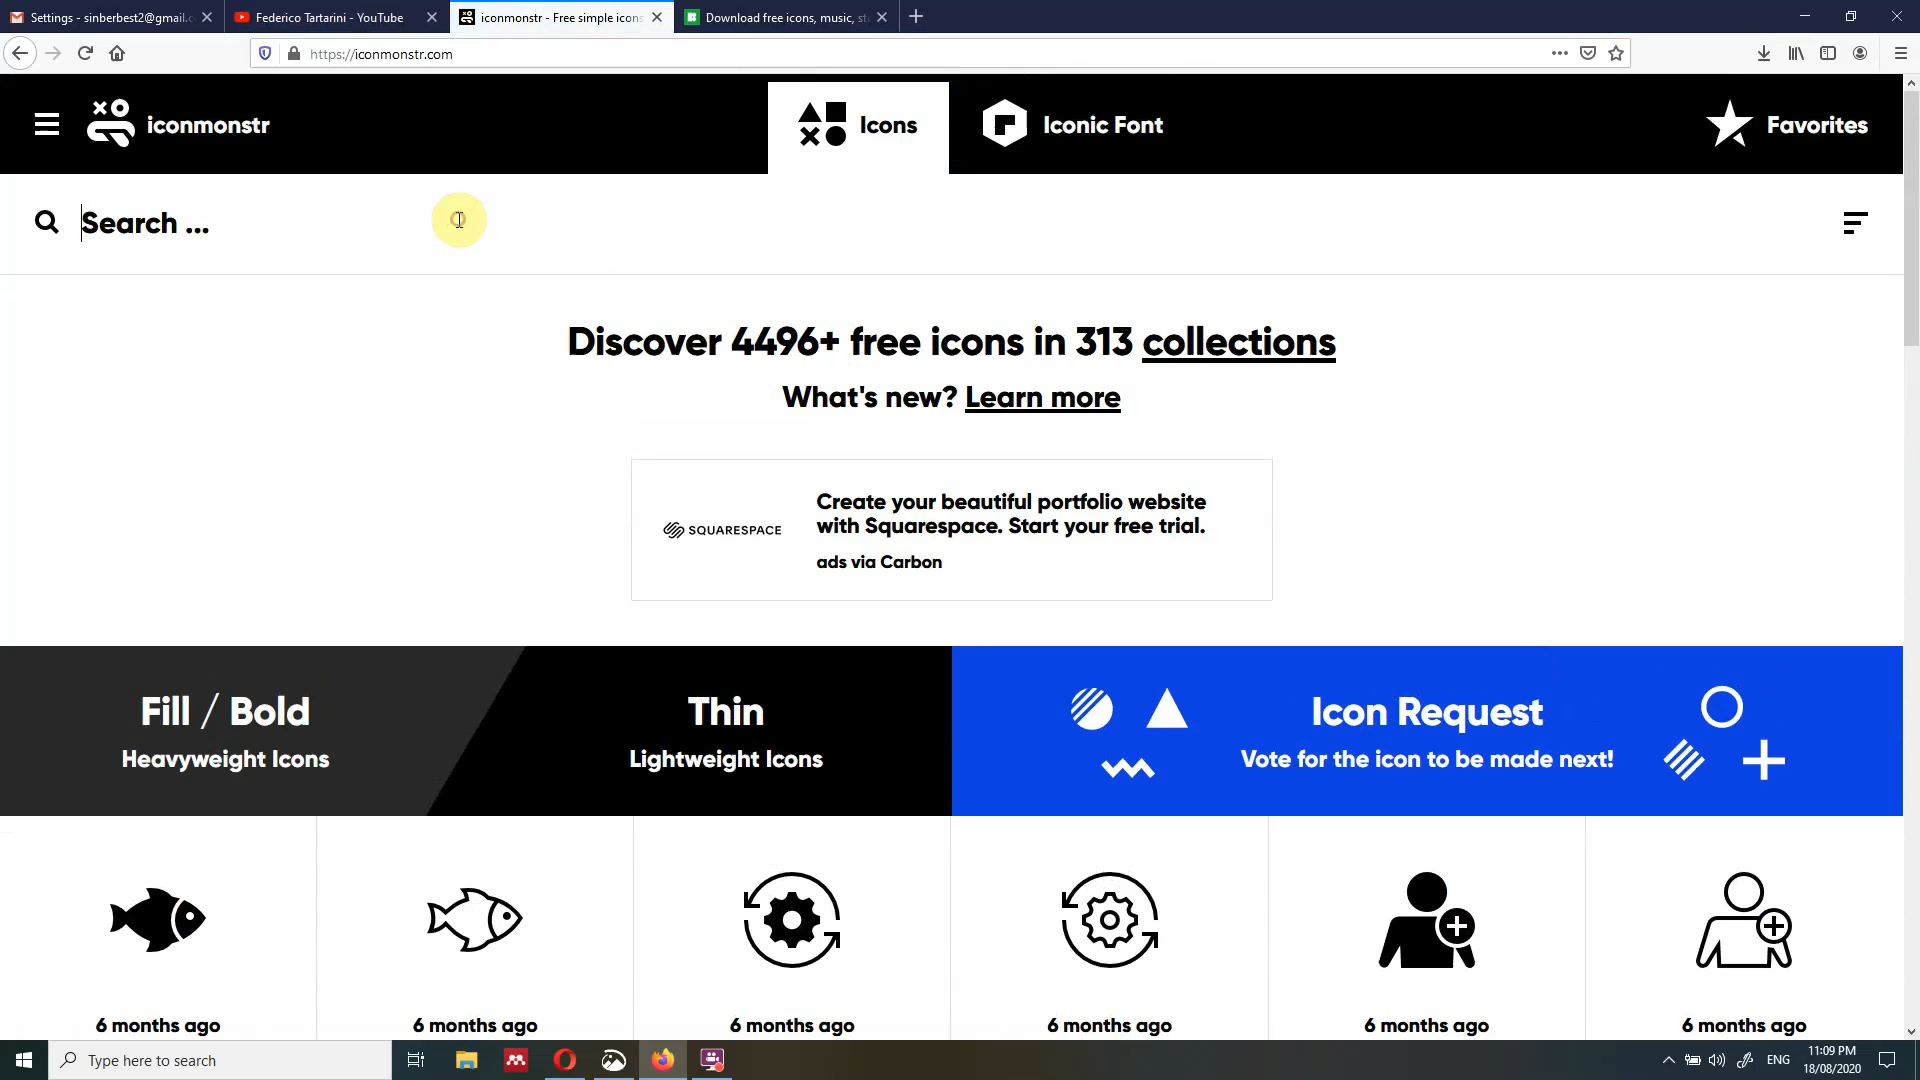 Settings - sinberbest2@gmail.c
Federico Tartarini - YouTube
iconmonstr - Free simple icons
Download free icons, music, st
https://iconmonstr.com
iconmonstr
Icons
Iconic Font
Favorites
Search ...
Discover 4496+ free icons in 313 collections
What's new? Learn more
SQUARESPACE
Create your beautiful portfolio website
with Squarespace. Start your free trial.
ads via Carbon
Fill / Bold
Heavyweight Icons
Thin
Lightweight Icons
Icon Request
Vote for the icon to be made next!
6 months ago
6 months ago
6 months ago
6 months ago
6 months ago
6 months ago
Type here to search
ENG
11:09 PM
18/08/2020